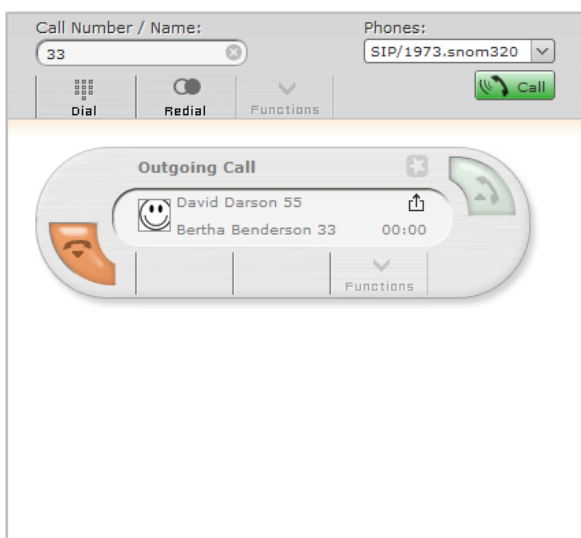 Call Number / Name:
Phones:
33
SIP/1973.snom320
Dial
Redial
Functions
Call
Outgoing Call
David Darson 55
Bertha Benderson 33
00:00
Functions